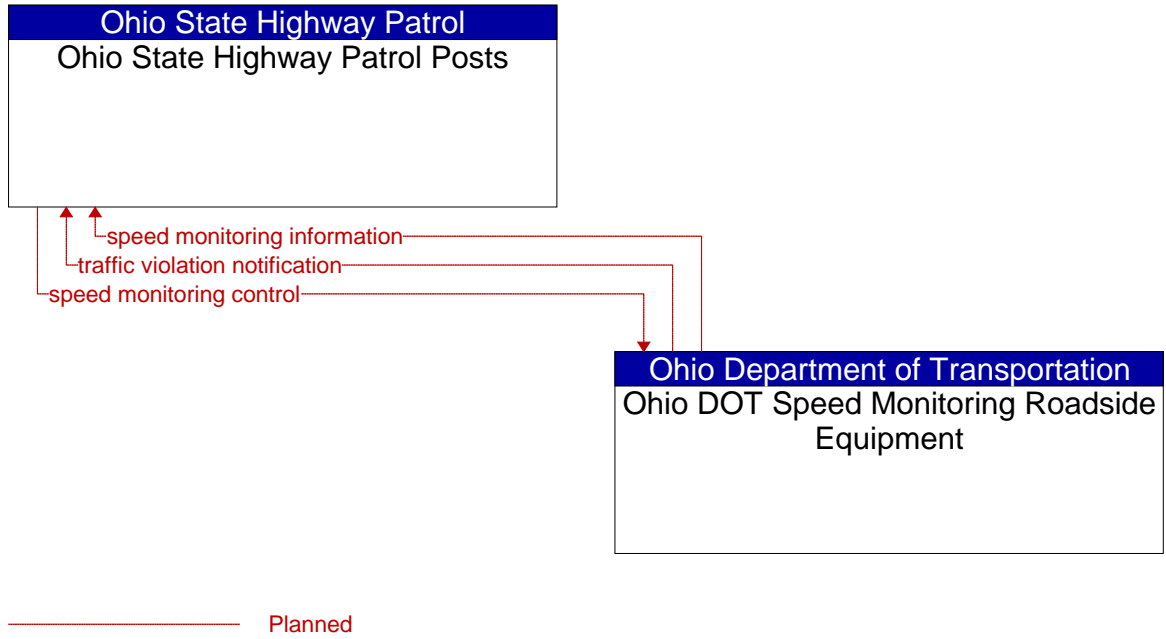 Ohio State Highway Patrol
Ohio State Highway Patrol Posts
speed monitoring information
traffic violation notification
speed monitoring control
Ohio Department of Transportation
Ohio DOT Speed Monitoring Roadside
Equipment
Planned